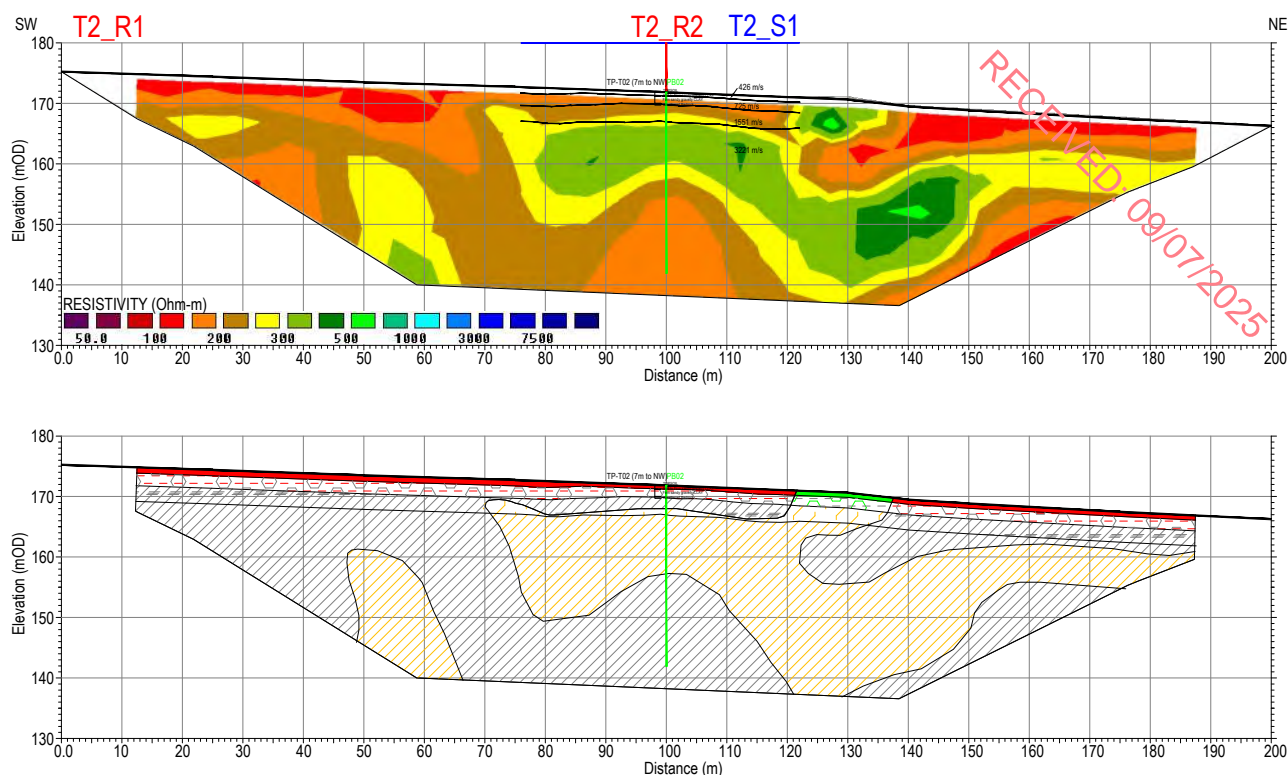 SW
T2_R1
T2_R2
T2_S1
NE
180
170
160
150
140
130
Elevation (mOD)
TP-T02 (7m to NW)
PB02
426 m/s
725 m/s
1551 m/s
3221 m/s
RESISTIVITY (Ohm-m)
50.0 100 200 300 500 1000 3000 7500
0.0 10 20 30 40 50 60 70 80 90 100 110 120 130 140 150 160 170 180 190 200
Distance (m)
RECEIVED: 09/07/2025
180
170
160
150
140
130
Elevation (mOD)
TP-T02 (7m to NW)
PB02
0.0 10 20 30 40 50 60 70 80 90 100 110 120 130 140 150 160 170 180 190 200
Distance (m)